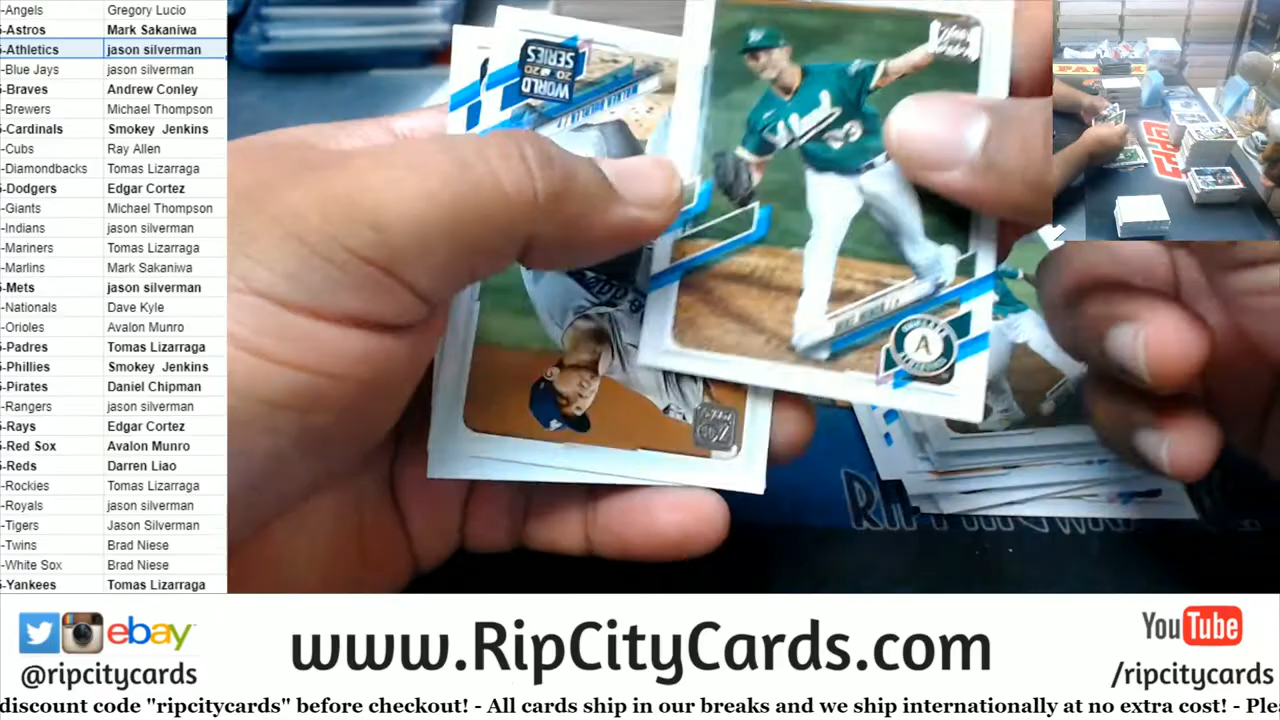 -Angels Gregory Lucio
-Astros Mark Sakaniwa
-Athletics jason silverman
-Blue Jays jason silverman
-Braves Andrew Conley
-Brewers Michael Thompson
-Cardinals Smokey Jenkins
-Cubs Ray Allen
-Diamondbacks Tomas Lizarraga
-Dodgers Edgar Cortez
-Giants Michael Thompson
-Indians jason silverman
-Mariners Tomas Lizarraga
-Marlins Mark Sakaniwa
-Mets jason silverman
-Nationals Dave Kyle
-Orioles Avalon Munro
-Padres Tomas Lizarraga
-Phillies Smokey Jenkins
-Pirates Daniel Chipman
-Rangers jason silverman
-Rays Edgar Cortez
-Red Sox Avalon Munro
-Reds Darren Liao
-Rockies Tomas Lizarraga
-Royals jason silverman
-Tigers Jason Silverman
-Twins Brad Niese
-White Sox Brad Niese
-Yankees Tomas Lizarraga
WORLD
SERIES
2020
A
topps
ebay
@ripcitycards
www.RipCityCards.com
YouTube
/ripcitycards
discount code "ripcitycards" before checkout! - All cards ship in our breaks and we ship internationally at no extra cost! - Plea